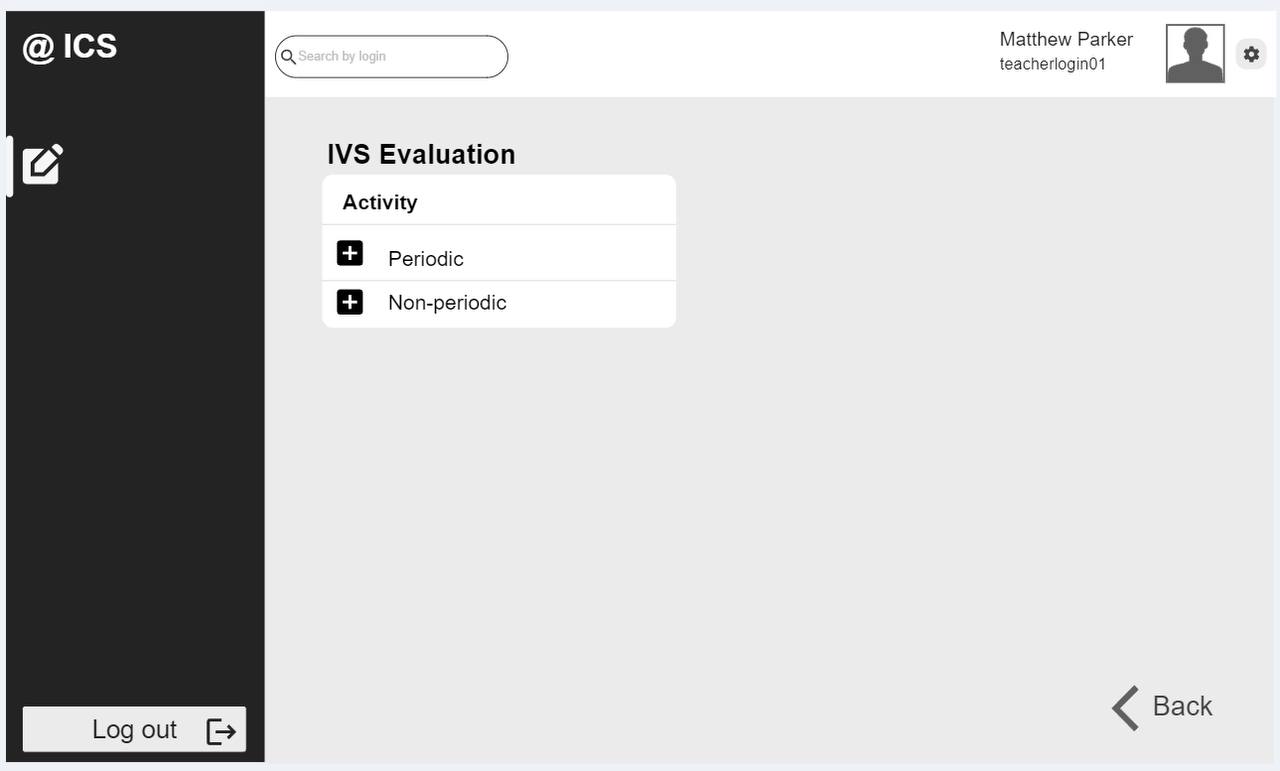 @ ICS
Search by login
Matthew Parker
teacherlogin01
IVS Evaluation
Activity
Periodic
Non-periodic
Back
Log out